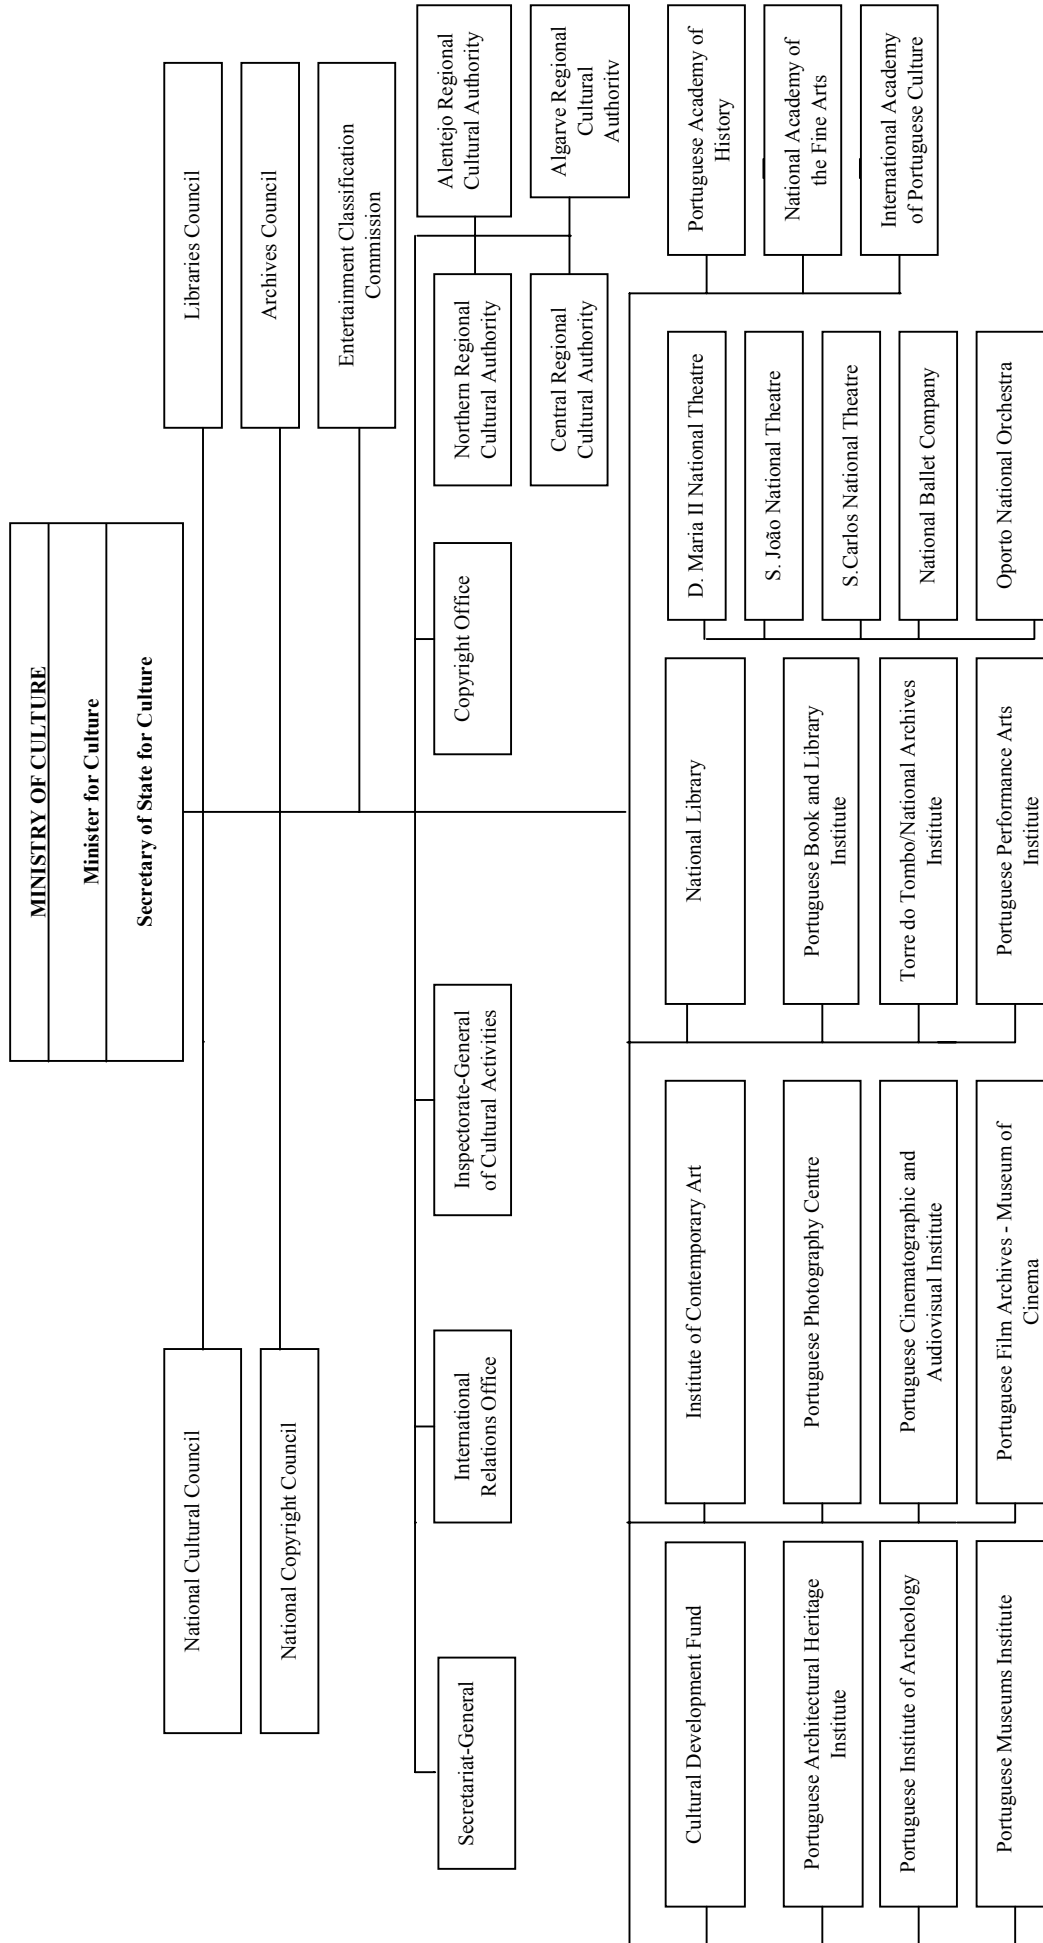 MINISTRY OF CULTURE
Minister for Culture
Secretary of State for Culture
National Cultural Council
Libraries Council
National Copyright Council
Archives Council
Entertainment Classification
Commission
Secretariat-General
International
Relations Office
Inspectorate-General
of Cultural Activities
Copyright Office
Northern Regional
Cultural Authority
Alentejo Regional
Cultural Authority
Central Regional
Cultural Authority
Algarve Regional
Cultural
Authority
Cultural Development Fund
Portuguese Architectural Heritage
Institute
Portuguese Institute of Archeology
Portuguese Museums Institute
Institute of Contemporary Art
Portuguese Photography Centre
Portuguese Cinematographic and
Audiovisual Institute
Portuguese Film Archives - Museum of
Cinema
National Library
Portuguese Book and Library
Institute
Torre do Tombo/National Archives
Institute
Portuguese Performance Arts
Institute
D. Maria II National Theatre
S. João National Theatre
S.Carlos National Theatre
National Ballet Company
Oporto National Orchestra
Portuguese Academy of
History
National Academy of
the Fine Arts
International Academy
of Portuguese Culture